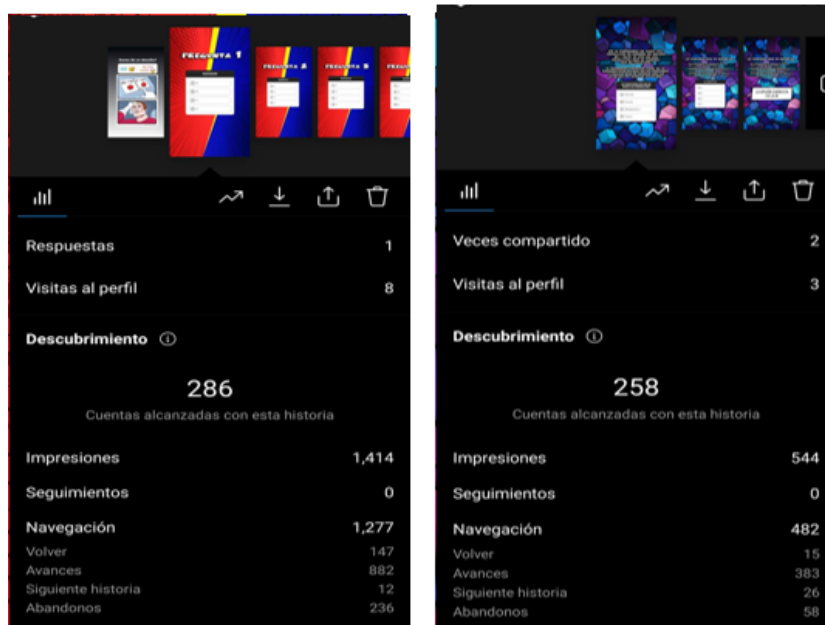 PREGUNTA 1
PREGUNTA 2
PREGUNTA 3
Respuestas 1
Visitas al perfil 8
Descubrimiento
286
Cuentas alcanzadas con esta historia
Impresiones 1,414
Seguimientos 0
Navegación 1,277
Volver 147
Avances 882
Siguiente historia 12
Abandonos 236
Veces compartido 2
Visitas al perfil 3
Descubrimiento
258
Cuentas alcanzadas con esta historia
Impresiones 544
Seguimientos 0
Navegación 482
Volver 15
Avances 383
Siguiente historia 26
Abandonos 58